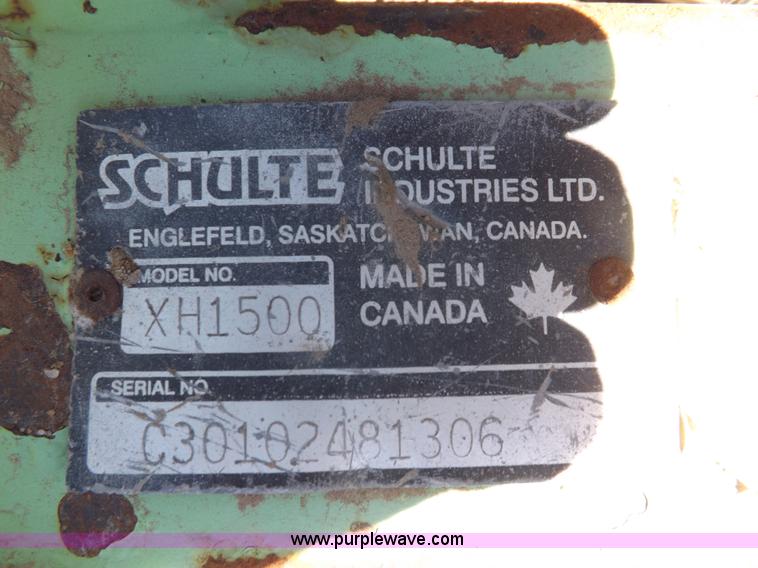 SCHULTE
SCHULTE
INDUSTRIES LTD.
ENGLEFELD, SASKATCHEWAN, CANADA.
MODEL NO.
XH1500
MADE IN
CANADA
SERIAL NO.
C30102481306
www.purplewave.com